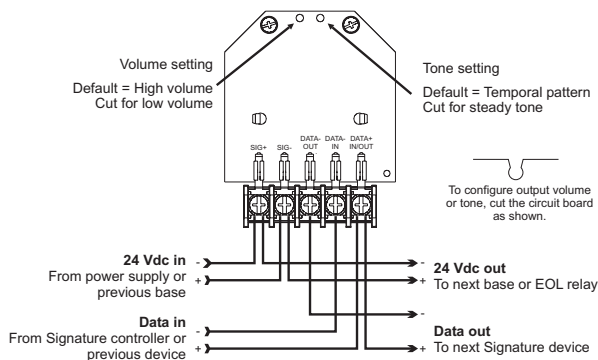 Volume setting
Default = High volume
Cut for low volume
Tone setting
Default = Temporal pattern
Cut for steady tone
SIG+
SIG-
DATA-
OUT
DATA-
IN
DATA+
IN/OUT
To configure output volume
or tone, cut the circuit board
as shown.
24 Vdc in
From power supply or
previous base
-
+
-
+
24 Vdc out
To next base or EOL relay
Data in
From Signature controller or
previous device
-
+
-
+
Data out
To next Signature device